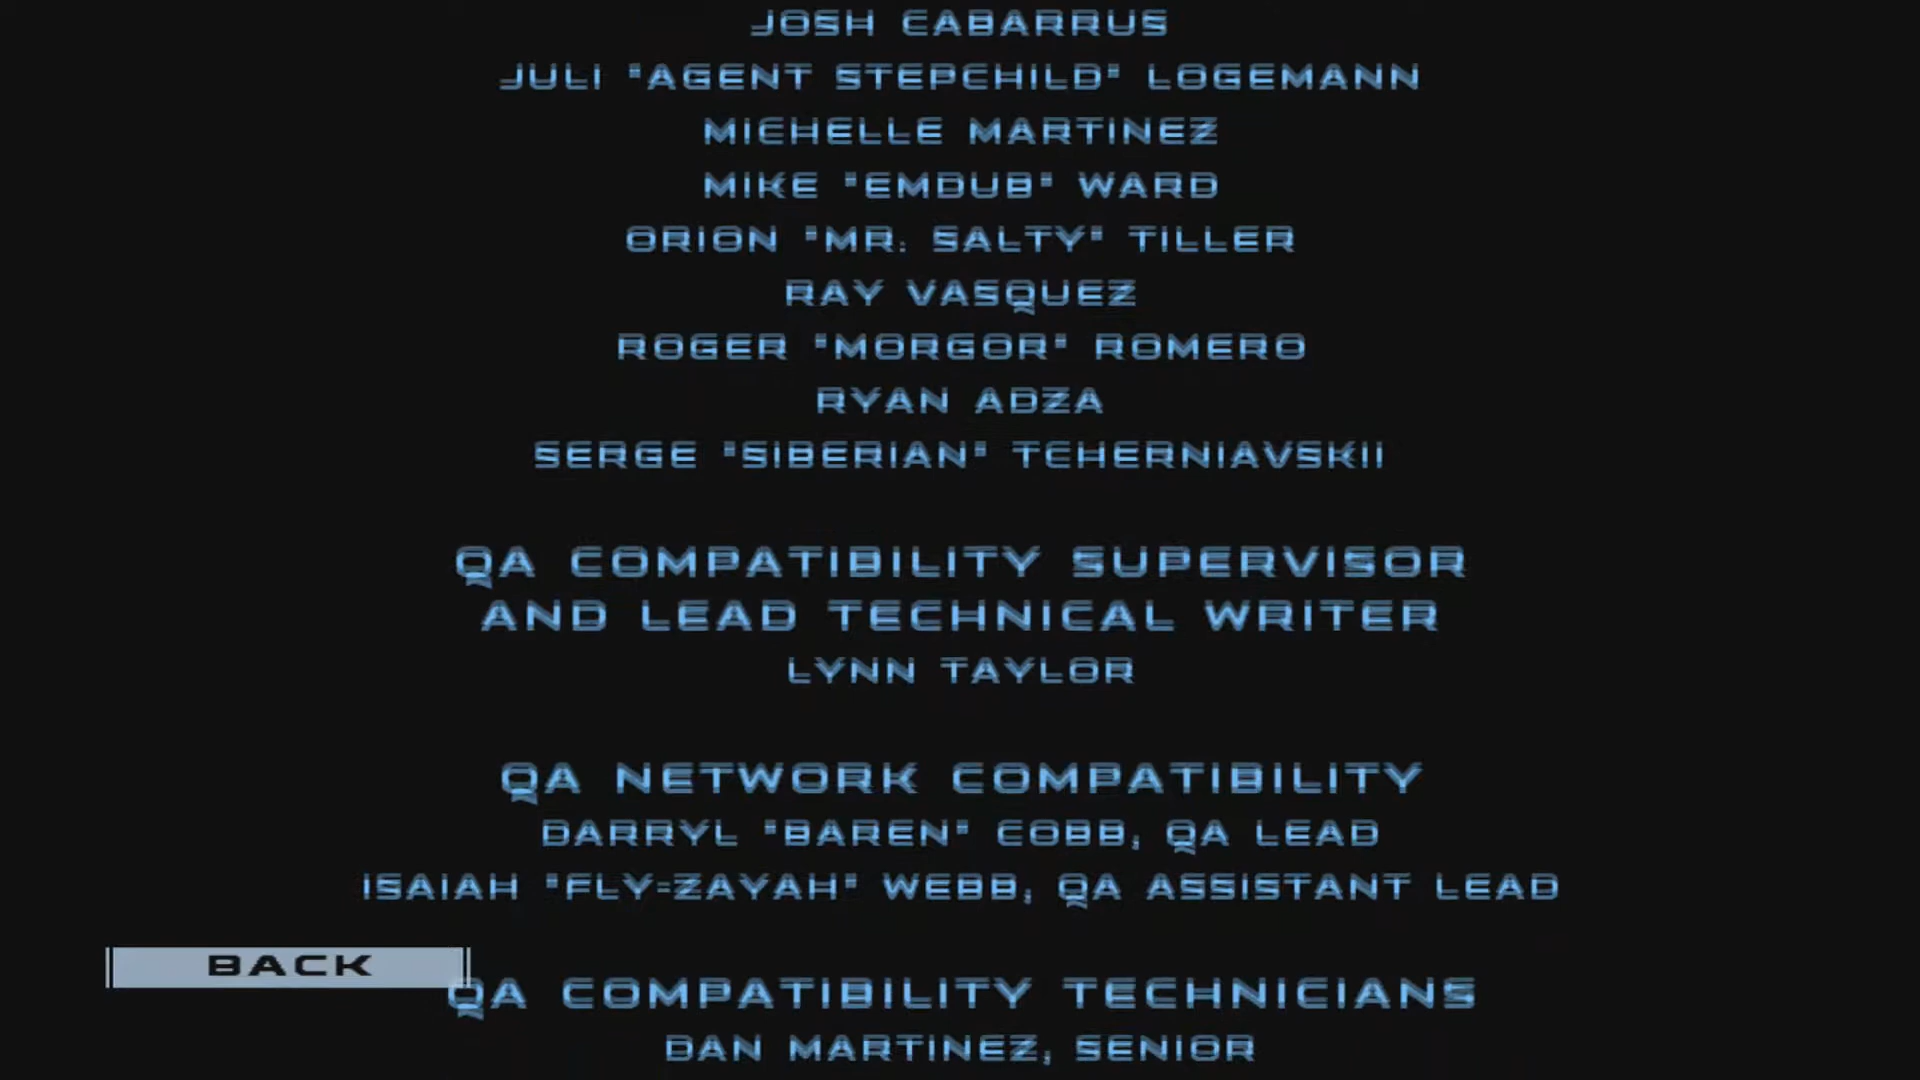 JOSH CABARRUS
JULI "AGENT STEPCHILD" LOGEMANN
MICHELLE MARTINEZ
MIKE "EMDUB" WARD
ORION "MR. SALTY" TILLER
RAY VASQUEZ
ROGER "MORGOR" ROMERO
RYAN ADZA
SERGE "SIBERIAN" TCHERNIAVSKII
QA COMPATIBILITY SUPERVISOR
AND LEAD TECHNICAL WRITER
LYNN TAYLOR
QA NETWORK COMPATIBILITY
DARRYL "BAREN" COBB, QA LEAD
ISAIAH "FLY-ZAYAH" WEBB, QA ASSISTANT LEAD
BACK
QA COMPATIBILITY TECHNICIANS
DAN MARTINEZ, SENIOR